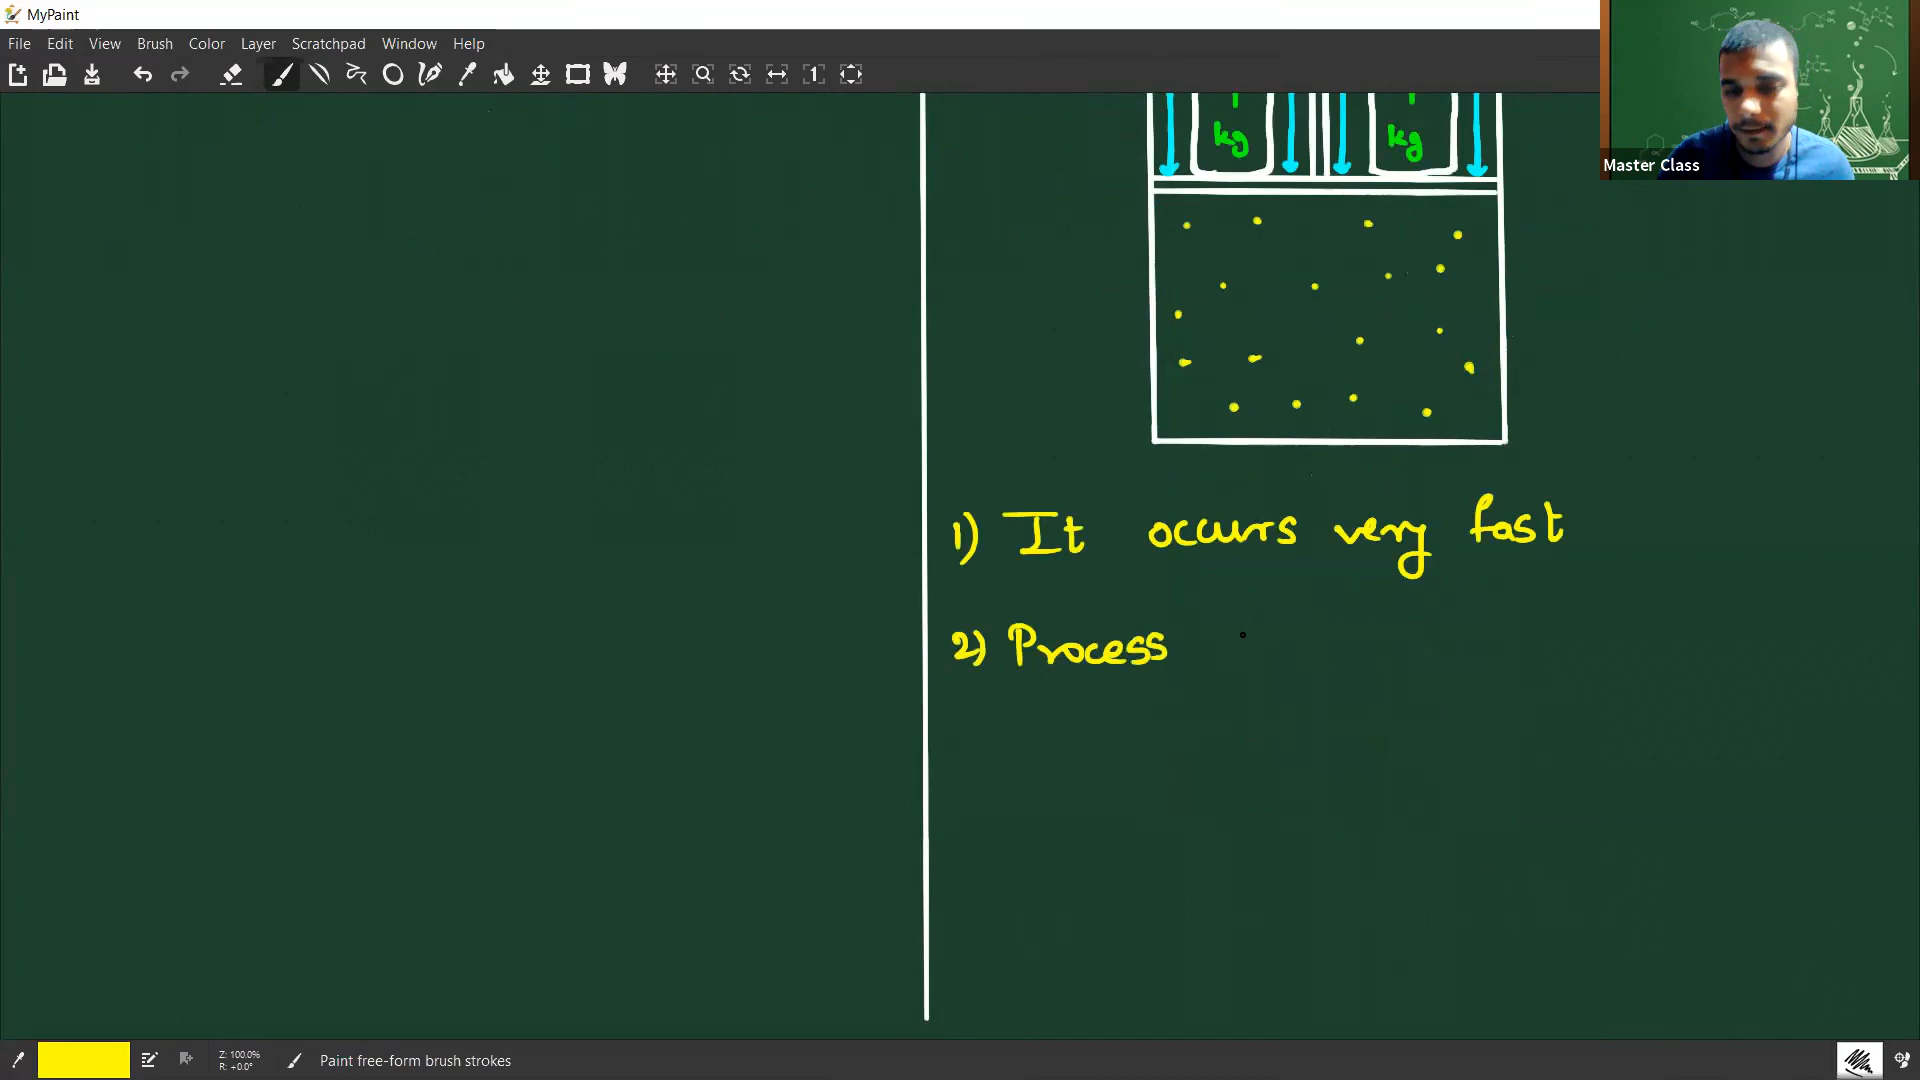 MyPaint
File Edit View Brush Color Layer Scratchpad Window Help
Master Class
kg kg
1) It occurs very fast
2) Process
Z: 100.0%
R: +0.0°
Paint free-form brush strokes